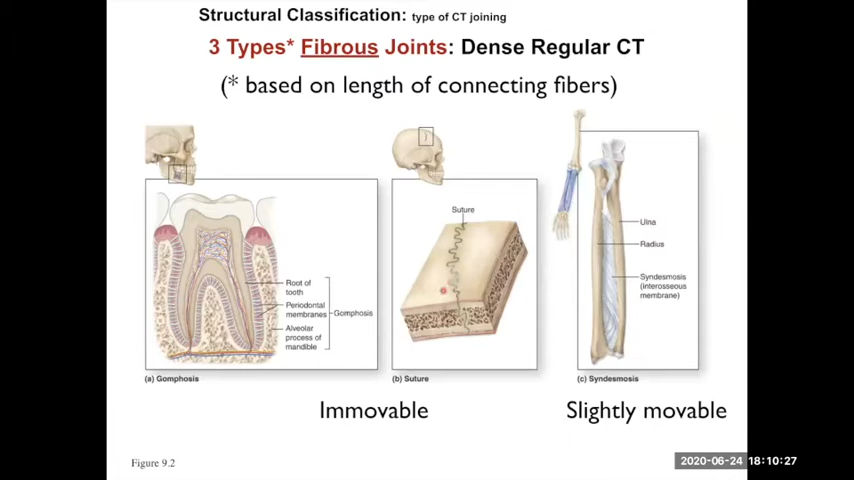 Structural Classification: type of CT joining
3 Types* Fibrous Joints: Dense Regular CT
(* based on length of connecting fibers)
Suture
Ulna
Radius
Syndesmosis
(interosseous
membrane)
Root of
tooth
Periodontal
membranes
Gomphosis
Alveolar
process of
mandible
(a) Gomphosis
(b) Suture
(c) Syndesmosis
Immovable
Slightly movable
Figure 9.2
2020-06-24 18:10:27